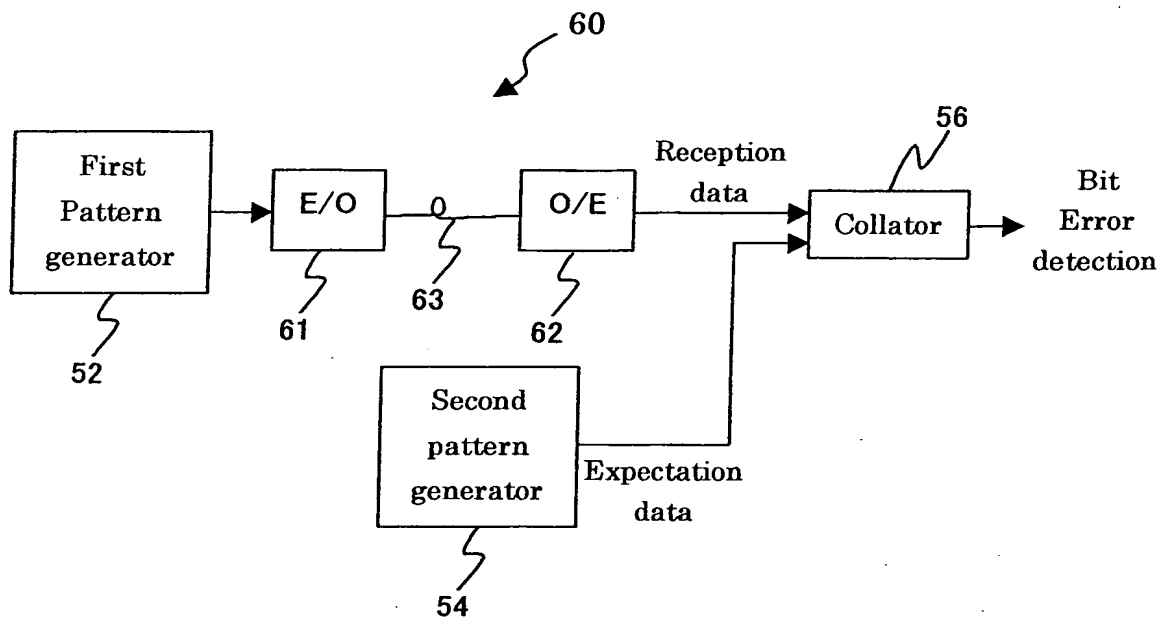 60
56
First
Pattern
generator
E/O
O/E
Reception
data
Collator
Bit
Error
detection
61
63
62
52
Second
pattern
generator
Expectation
data
54